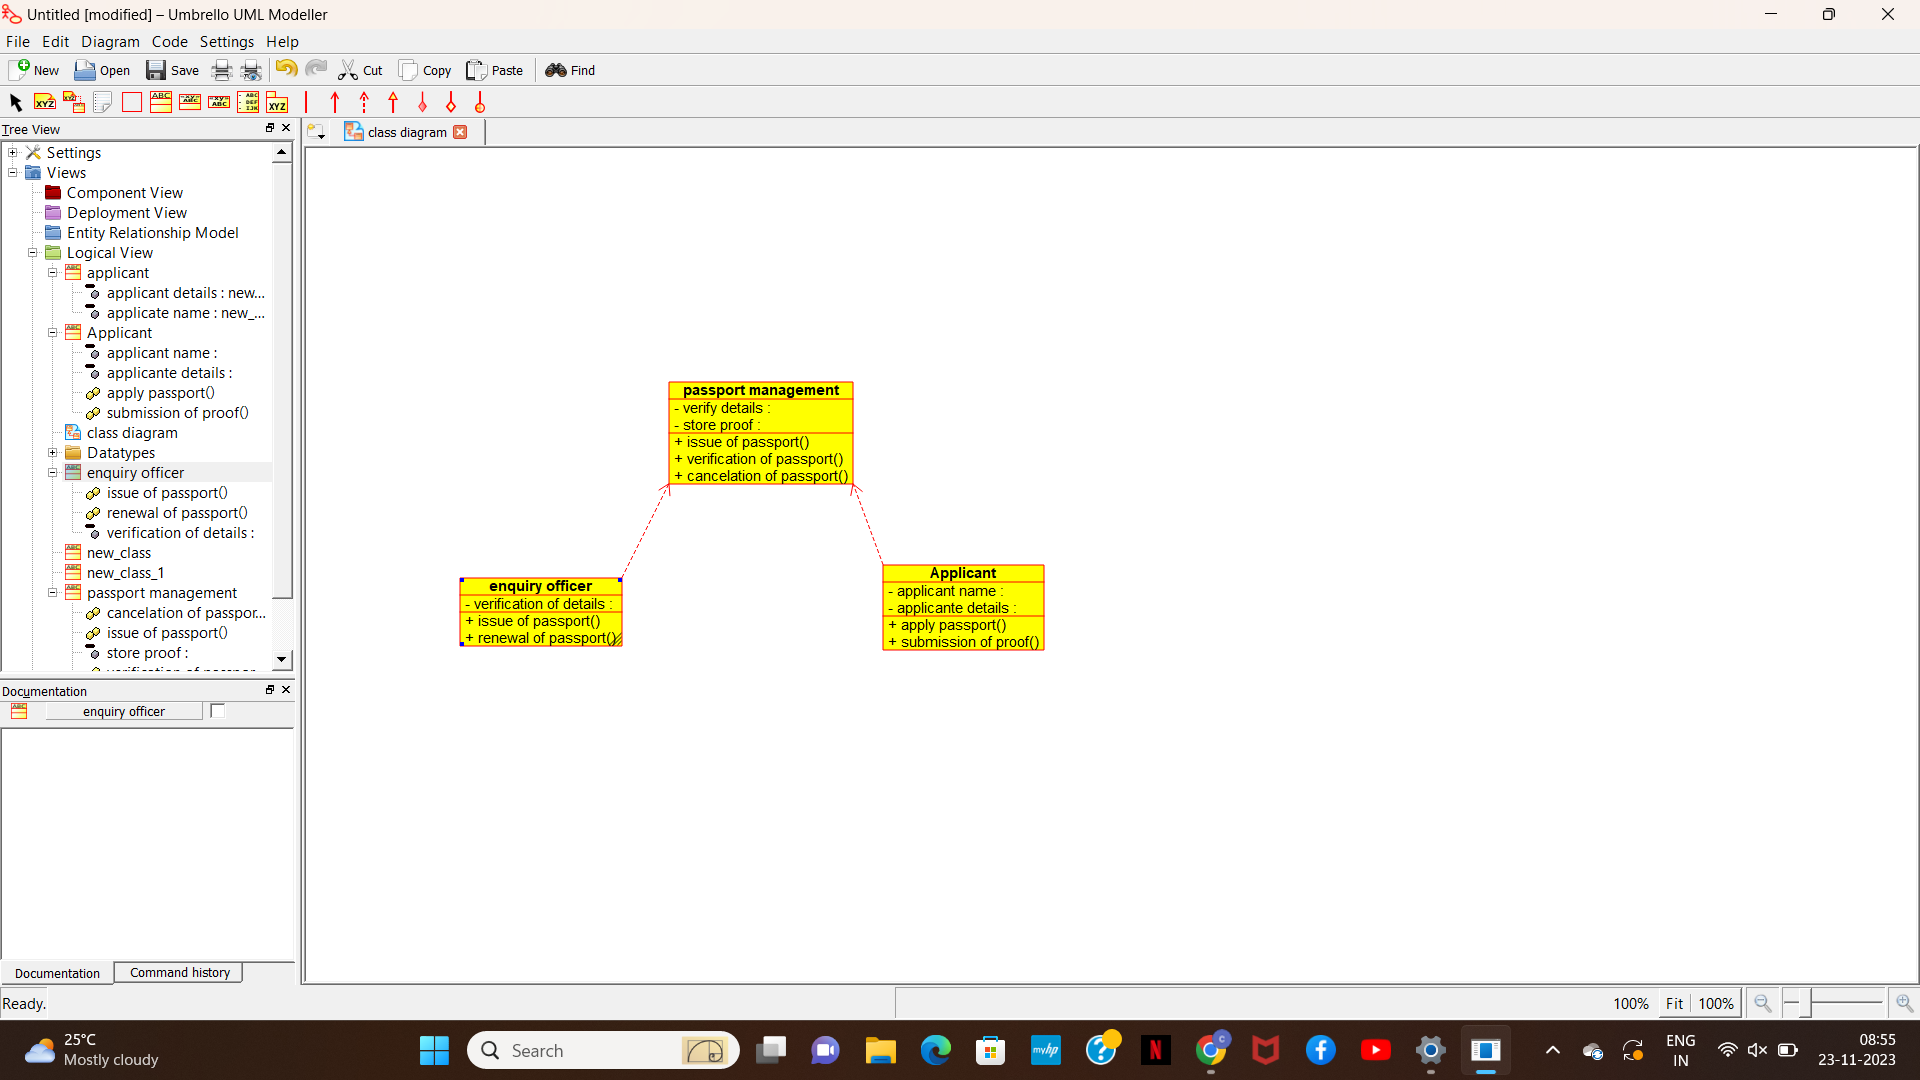 Untitled [modified] – Umbrello UML Modeller
File Edit Diagram Code Settings Help
New Open Save Cut Copy Paste Find
Tree View
class diagram
Settings
Views
Component View
Deployment View
Entity Relationship Model
Logical View
applicant
applicant details : new...
applicate name : new_...
Applicant
applicant name :
applicante details :
apply passport()
submission of proof()
class diagram
Datatypes
enquiry officer
issue of passport()
renewal of passport()
verification of details :
new_class
new_class_1
passport management
cancelation of passpor...
issue of passport()
store proof :
passport management
- verify details :
- store proof :
+ issue of passport()
+ verification of passport()
+ cancelation of passport()
enquiry officer
- verification of details :
+ issue of passport()
+ renewal of passport()
Applicant
- applicant name :
- applicante details :
+ apply passport()
+ submission of proof()
Documentation
enquiry officer
Documentation Command history
Ready.
100% Fit 100%
25°C
Mostly cloudy
Search
myhp
ENG
IN
08:55
23-11-2023